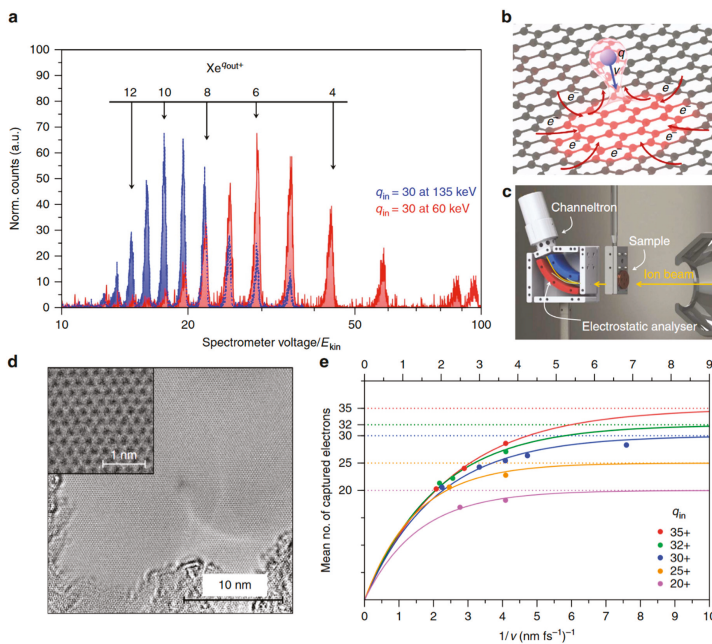 a
Xe^qout+
12 10 8 6 4
100
90
80
70
60
50
40
30
20
10
0
Norm. counts (a.u.)
q_in = 30 at 135 keV
q_in = 30 at 60 keV
10 20 50 100
Spectrometer voltage/E_kin
b
q
v
e⁻ e⁻
e⁻ e⁻
e⁻ e⁻
e e⁻
e⁻
c
Channeltron
Sample
Ion beam
Electrostatic analyser
d
1 nm
10 nm
e
0 1 2 3 4 5 6 7 8 9
35
32
30
25
20
Mean no. of captured electrons
q_in
35+
32+
30+
25+
20+
0 1 2 3 4 5 6 7 8 9 10
1/v (nm fs⁻¹)⁻¹